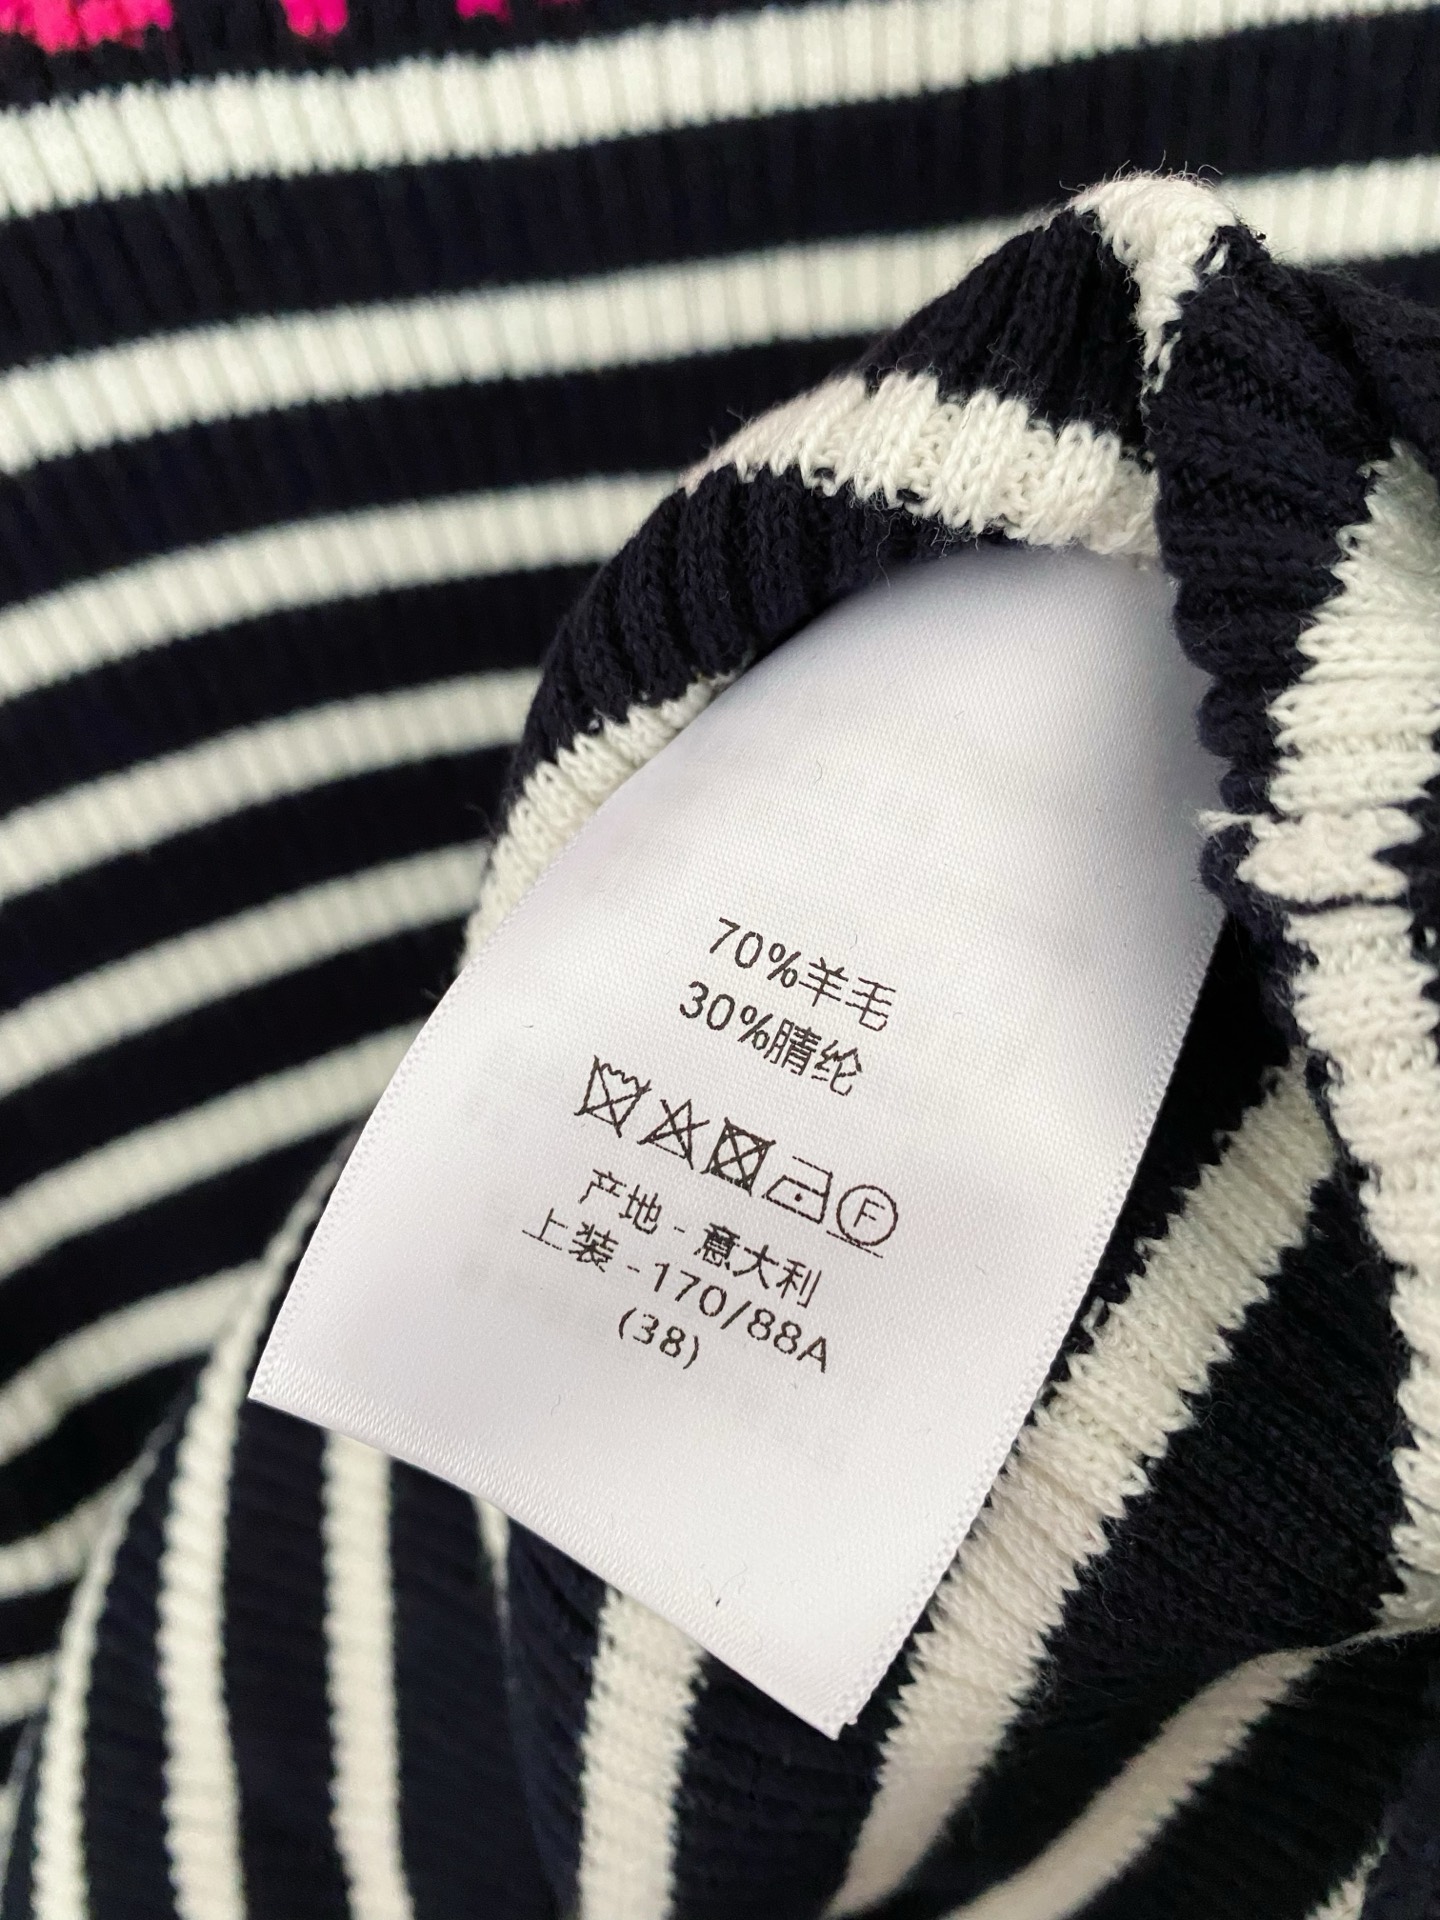 70%羊毛
30%腈纶
F
产地 - 意大利
上装 - 170/88A
(38)